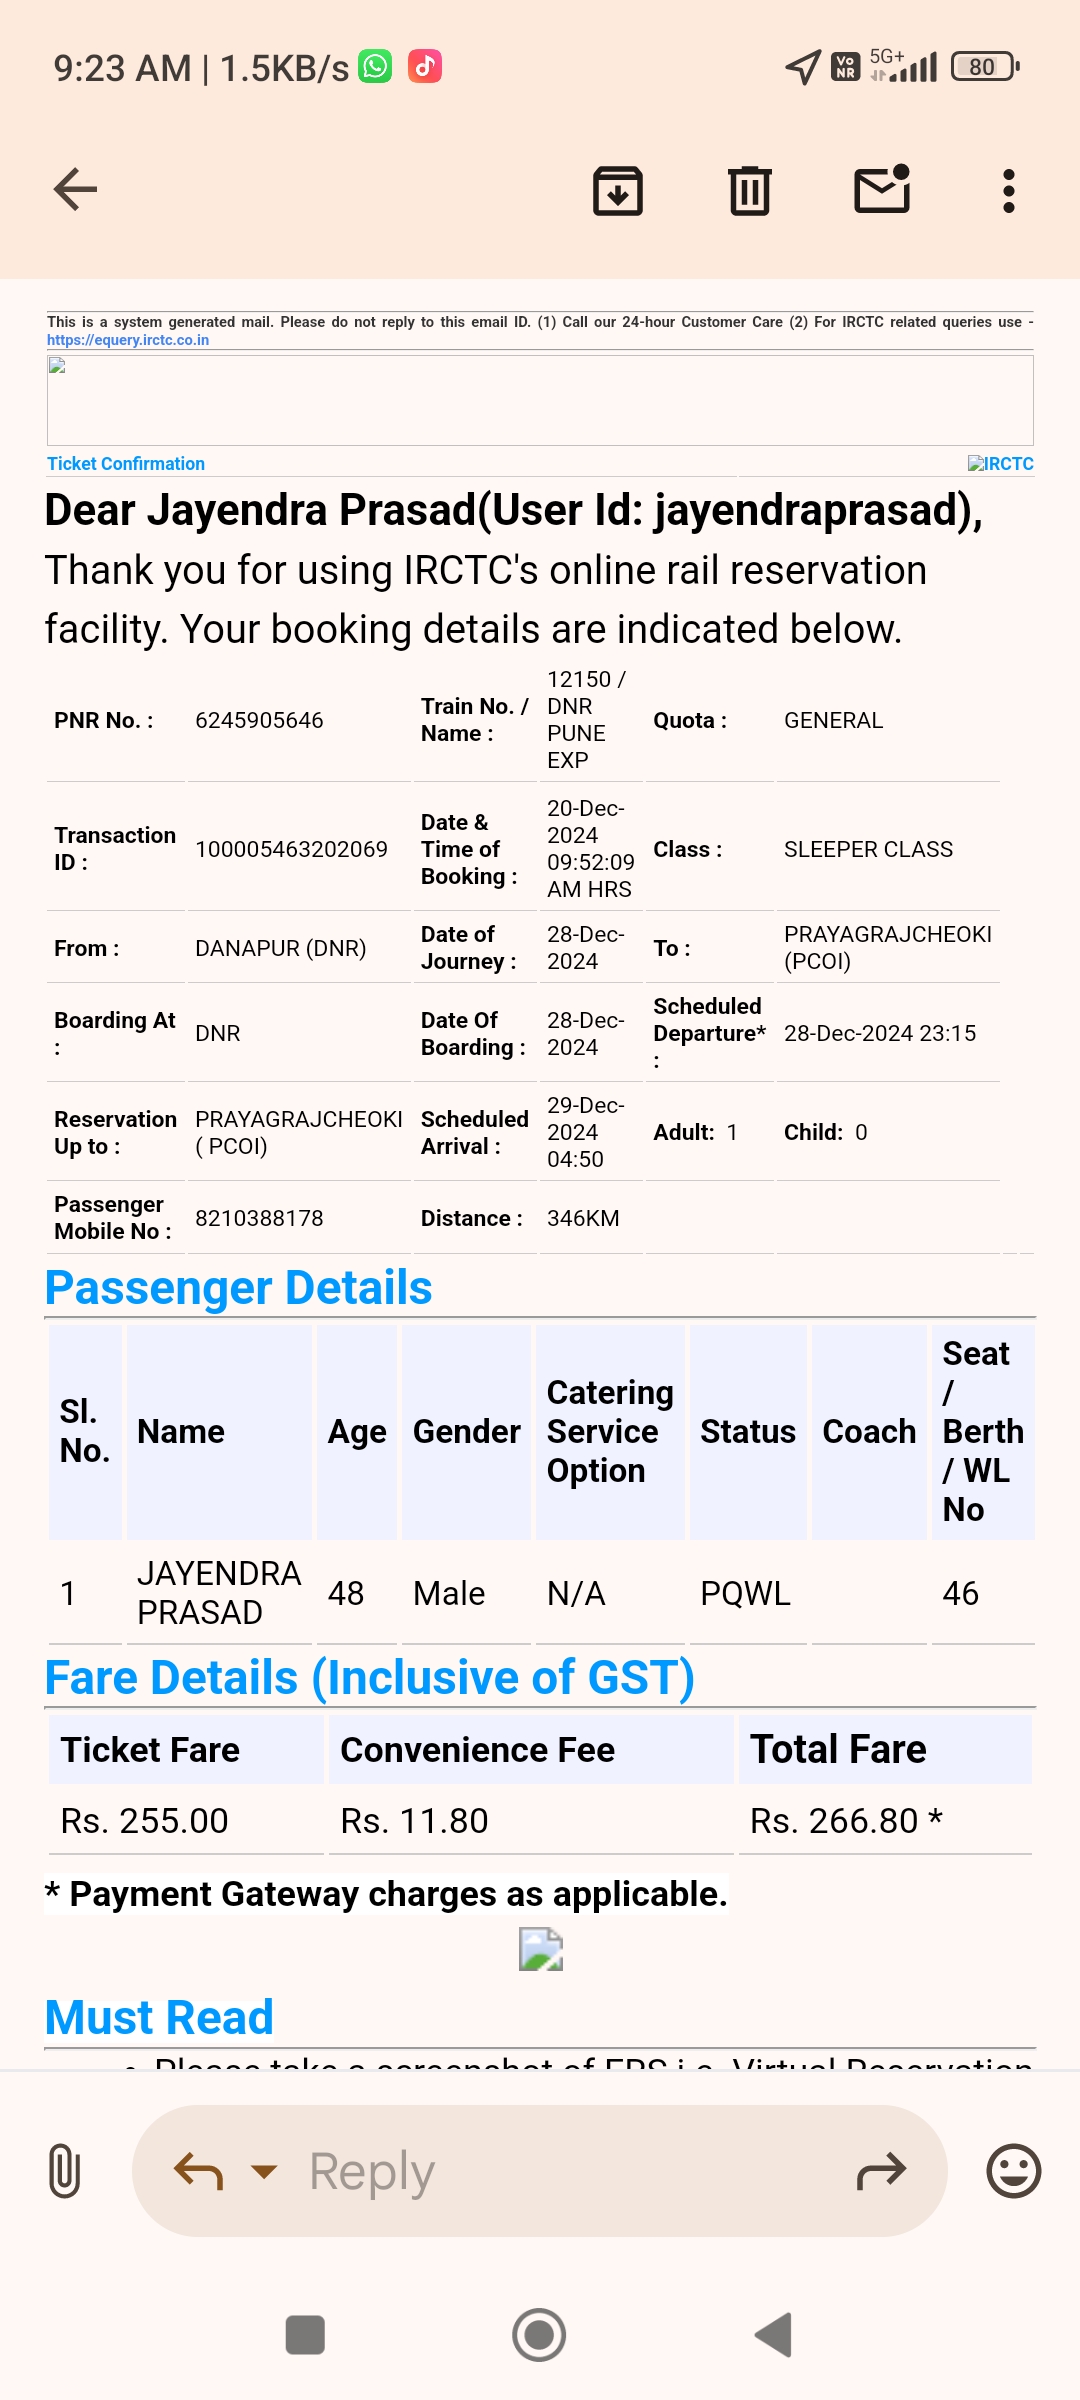 9:23 AM | 1.5KB/s
Vo NR
5G+
80
This is a system generated mail. Please do not reply to this email ID. (1) Call our 24-hour Customer Care (2) For IRCTC related queries use -
https://equery.irctc.co.in
Ticket Confirmation IRCTC
Dear Jayendra Prasad(User Id: jayendraprasad),
Thank you for using IRCTC's online rail reservation
facility. Your booking details are indicated below.
PNR No. : 6245905646 Train No. / Name : 12150 / DNR PUNE EXP Quota : GENERAL
Transaction ID : 100005463202069 Date & Time of Booking : 20-Dec-2024 09:52:09 AM HRS Class : SLEEPER CLASS
From : DANAPUR (DNR) Date of Journey : 28-Dec-2024 To : PRAYAGRAJCHEOKI (PCOI)
Boarding At : DNR Date Of Boarding : 28-Dec-2024 Scheduled Departure* : 28-Dec-2024 23:15
Reservation Up to : PRAYAGRAJCHEOKI ( PCOI) Scheduled Arrival : 29-Dec-2024 04:50 Adult: 1 Child: 0
Passenger Mobile No : 8210388178 Distance : 346KM
Passenger Details
Sl. No. Name Age Gender Catering Service Option Status Coach Seat / Berth / WL No
1 JAYENDRA PRASAD 48 Male N/A PQWL 46
Fare Details (Inclusive of GST)
Ticket Fare Convenience Fee Total Fare
Rs. 255.00 Rs. 11.80 Rs. 266.80 *
* Payment Gateway charges as applicable.
Must Read
• Please take a screenshot of ERS i.e. Virtual Reservation
Reply